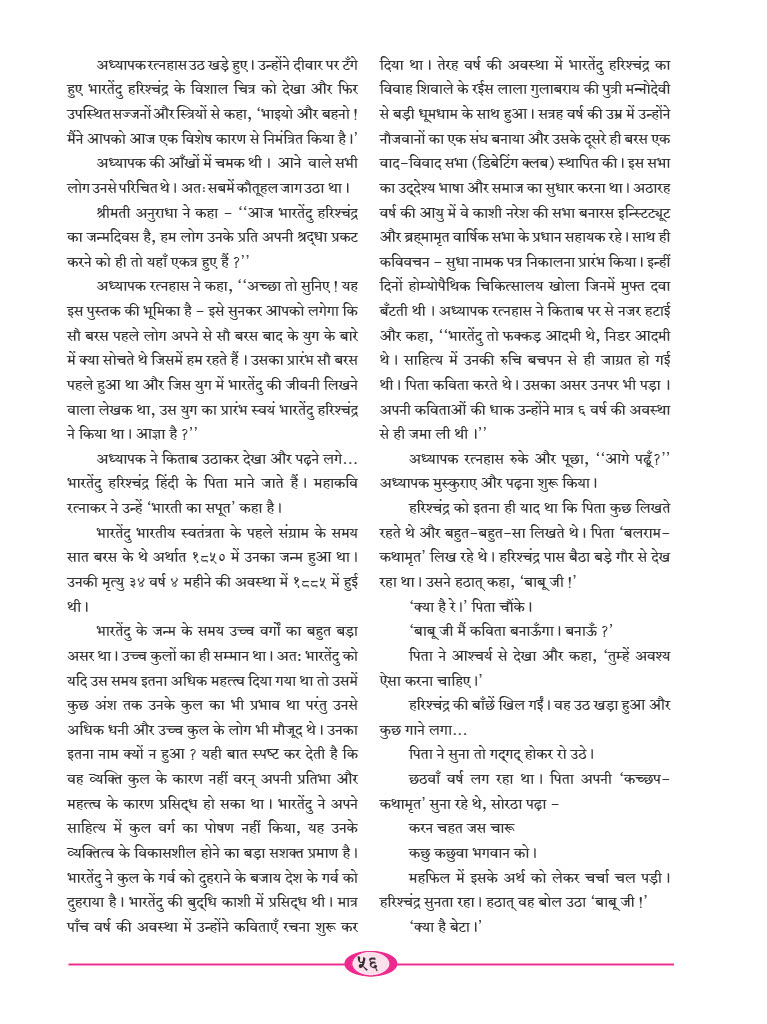 अध्यापक रत्नहास उठ खड़े हुए । उन्होंने दीवार पर टँगे
हुए भारतेंदु हरिश्चंद्र के विशाल चित्र को देखा और फिर
उपस्थित सज्जनों और स्त्रियों से कहा, ‘भाइयो और बहनो !
मैंने आपको आज एक विशेष कारण से निमंत्रित किया है ।’
अध्यापक की आँखों में चमक थी । आने वाले सभी
लोग उनसे परिचित थे । अतः सबमें कौतूहल जाग उठा था ।
श्रीमती अनुराधा ने कहा - ‘‘आज भारतेंदु हरिश्चंद्र
का जन्मदिवस है, हम लोग उनके प्रति अपनी श्रद्धा प्रकट
करने को ही तो यहाँ एकत्र हुए हैं ?’’
अध्यापक रत्नहास ने कहा, ‘‘अच्छा तो सुनिए ! यह
इस पुस्तक की भूमिका है - इसे सुनकर आपको लगेगा कि
सौ बरस पहले लोग अपने से सौ बरस बाद के युग के बारे
में क्या सोचते थे जिसमें हम रहते हैं । उसका प्रारंभ सौ बरस
पहले हुआ था और जिस युग में भारतेंदु की जीवनी लिखने
वाला लेखक था, उस युग का प्रारंभ स्वयं भारतेंदु हरिश्चंद्र
ने किया था । आज्ञा है ?’’
अध्यापक ने किताब उठाकर देखा और पढ़ने लगे...
भारतेंदु हरिश्चंद्र हिंदी के पिता माने जाते हैं । महाकवि
रत्नाकर ने उन्हें ‘भारती का सपूत’ कहा है ।
भारतेंदु भारतीय स्वतंत्रता के पहले संग्राम के समय
सात बरस के थे अर्थात १८५० में उनका जन्म हुआ था ।
उनकी मृत्यु ३४ वर्ष ४ महीने की अवस्था में १८८५ में हुई
थी ।
भारतेंदु के जन्म के समय उच्च वर्गों का बहुत बड़ा
असर था । उच्च कुलों का ही सम्मान था । अतः भारतेंदु को
यदि उस समय इतना अधिक महत्त्व दिया गया था तो उसमें
कुछ अंश तक उनके कुल का भी प्रभाव था परंतु उनसे
अधिक धनी और उच्च कुल के लोग भी मौजूद थे । उनका
इतना नाम क्यों न हुआ ? यही बात स्पष्ट कर देती है कि
वह व्यक्ति कुल के कारण नहीं वरन् अपनी प्रतिभा और
महत्त्व के कारण प्रसिद्ध हो सका था । भारतेंदु ने अपने
साहित्य में कुल वर्ग का पोषण नहीं किया, यह उनके
व्यक्तित्व के विकासशील होने का बड़ा सशक्त प्रमाण है ।
भारतेंदु ने कुल के गर्व को दुहराने के बजाय देश के गर्व को
दुहराया है । भारतेंदु की बुद्धि काशी में प्रसिद्ध थी । मात्र
पाँच वर्ष की अवस्था में उन्होंने कविताएँ रचना शुरू कर
दिया था । तेरह वर्ष की अवस्था में भारतेंदु हरिश्चंद्र का
विवाह शिवाले के रईस लाला गुलाबराय की पुत्री मन्नोदेवी
से बड़ी धूमधाम के साथ हुआ । सत्रह वर्ष की उम्र में उन्होंने
नौजवानों का एक संघ बनाया और उसके दूसरे ही बरस एक
वाद-विवाद सभा (डिबेटिंग क्लब) स्थापित की । इस सभा
का उद्देश्य भाषा और समाज का सुधार करना था । अठारह
वर्ष की आयु में वे काशी नरेश की सभा बनारस इन्स्टिट्यूट
और ब्रह्मामृत वार्षिक सभा के प्रधान सहायक रहे । साथ ही
कविवचन - सुधा नामक पत्र निकालना प्रारंभ किया । इन्हीं
दिनों होम्योपैथिक चिकित्सालय खोला जिनमें मुफ्त दवा
बँटती थी । अध्यापक रत्नहास ने किताब पर से नजर हटाई
और कहा, ‘‘भारतेंदु तो फक्कड़ आदमी थे, निडर आदमी
थे । साहित्य में उनकी रुचि बचपन से ही जाग्रत हो गई
थी । पिता कविता करते थे । उसका असर उनपर भी पड़ा ।
अपनी कविताओं की धाक उन्होंने मात्र ६ वर्ष की अवस्था
से ही जमा ली थी ।’’
अध्यापक रत्नहास रुके और पूछा, ‘‘आगे पढूँ?’’
अध्यापक मुस्कुराए और पढ़ना शुरू किया ।
हरिश्चंद्र को इतना ही याद था कि पिता कुछ लिखते
रहते थे और बहुत-बहुत-सा लिखते थे । पिता ‘बलराम-
कथामृत’ लिख रहे थे । हरिश्चंद्र पास बैठा बड़े गौर से देख
रहा था । उसने हठात् कहा, ‘बाबू जी !’
‘क्या है रे ।’ पिता चौंके ।
‘बाबू जी मैं कविता बनाऊँगा । बनाऊँ ?’
पिता ने आश्चर्य से देखा और कहा, ‘तुम्हें अवश्य
ऐसा करना चाहिए ।’
हरिश्चंद्र की बाँछें खिल गईं । वह उठ खड़ा हुआ और
कुछ गाने लगा...
पिता ने सुना तो गद्गद् होकर रो उठे ।
छठवाँ वर्ष लग रहा था । पिता अपनी ‘कच्छप-
कथामृत’ सुना रहे थे, सोरठा पढ़ा -
करन चहत जस चारू
कछु कछुवा भगवान को ।
महफिल में इसके अर्थ को लेकर चर्चा चल पड़ी ।
हरिश्चंद्र सुनता रहा । हठात् वह बोल उठा ‘बाबू जी !’
‘क्या है बेटा ।’
५६